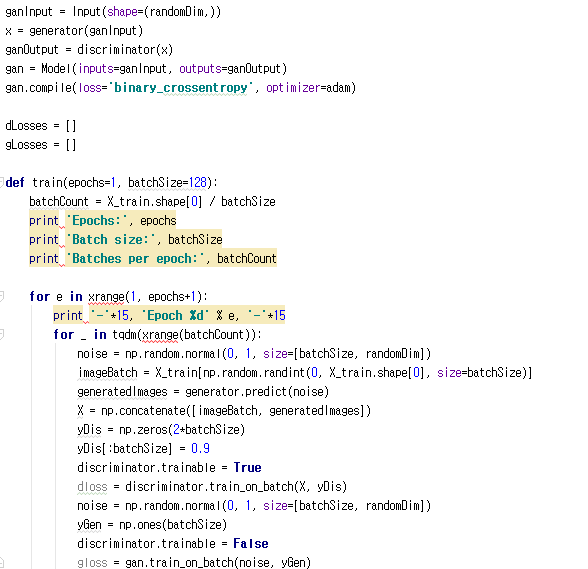 ganInput = Input(shape=(randomDim,))
x = generator(ganInput)
ganOutput = discriminator(x)
gan = Model(inputs=ganInput, outputs=ganOutput)
gan.compile(loss='binary_crossentropy', optimizer=adam)

dLosses = []
gLosses = []

def train(epochs=1, batchSize=128):
    batchCount = X_train.shape[0] / batchSize
    print 'Epochs:', epochs
    print 'Batch size:', batchSize
    print 'Batches per epoch:', batchCount

    for e in xrange(1, epochs+1):
        print '-'*15, 'Epoch %d' % e, '-'*15
        for _ in tqdm(xrange(batchCount)):
            noise = np.random.normal(0, 1, size=[batchSize, randomDim])
            imageBatch = X_train[np.random.randint(0, X_train.shape[0], size=batchSize)]
            generatedImages = generator.predict(noise)
            X = np.concatenate([imageBatch, generatedImages])
            yDis = np.zeros(2*batchSize)
            yDis[:batchSize] = 0.9
            discriminator.trainable = True
            dloss = discriminator.train_on_batch(X, yDis)
            noise = np.random.normal(0, 1, size=[batchSize, randomDim])
            yGen = np.ones(batchSize)
            discriminator.trainable = False
            gloss = gan.train_on_batch(noise, yGen)